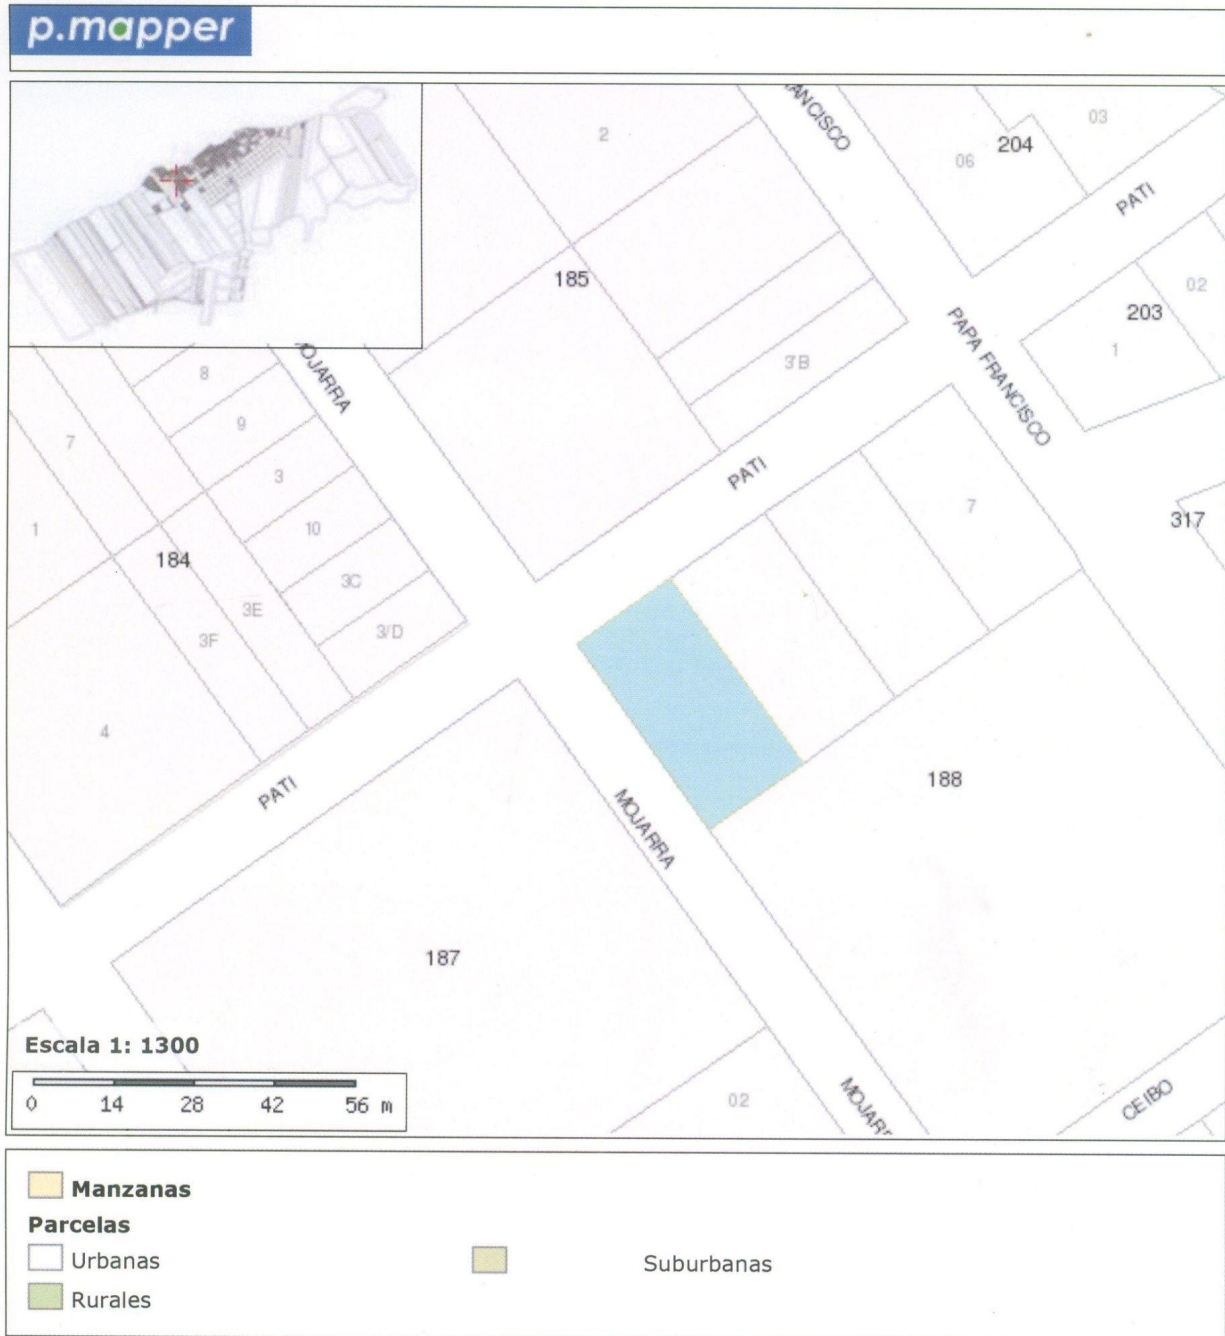 p.mapper
ANCISCO
2
204
03
06
PATI
185
02
203
PAPA FRANCISCO
1
3'B
OJARRA
8
9
7
3
PATI
7
10
1
317
184
3C
3E
3/D
3F
4
188
PATI
MOJARRA
187
Escala 1: 1300
0 14 28 42 56 m
02
MOJARR
CEIBO
Manzanas
Parcelas
Urbanas
Suburbanas
Rurales